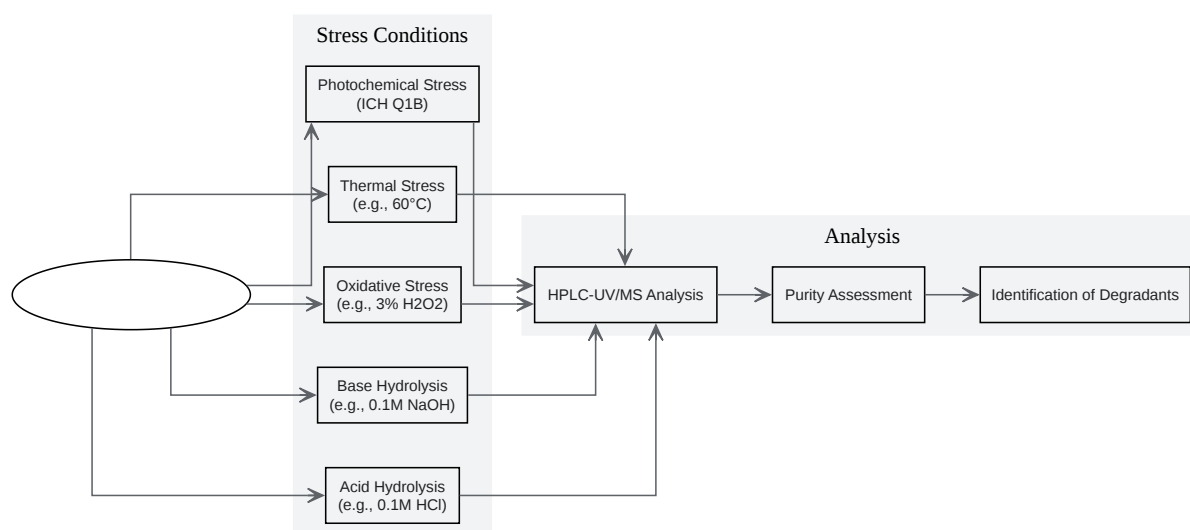 Stress Conditions
Photochemical Stress
(ICH Q1B)
Thermal Stress
(e.g., 60°C)
Analysis
Oxidative Stress
(e.g., 3% H2O2)
HPLC-UV/MS Analysis
Purity Assessment
Identification of Degradants
Base Hydrolysis
(e.g., 0.1M NaOH)
Acid Hydrolysis
(e.g., 0.1M HCl)